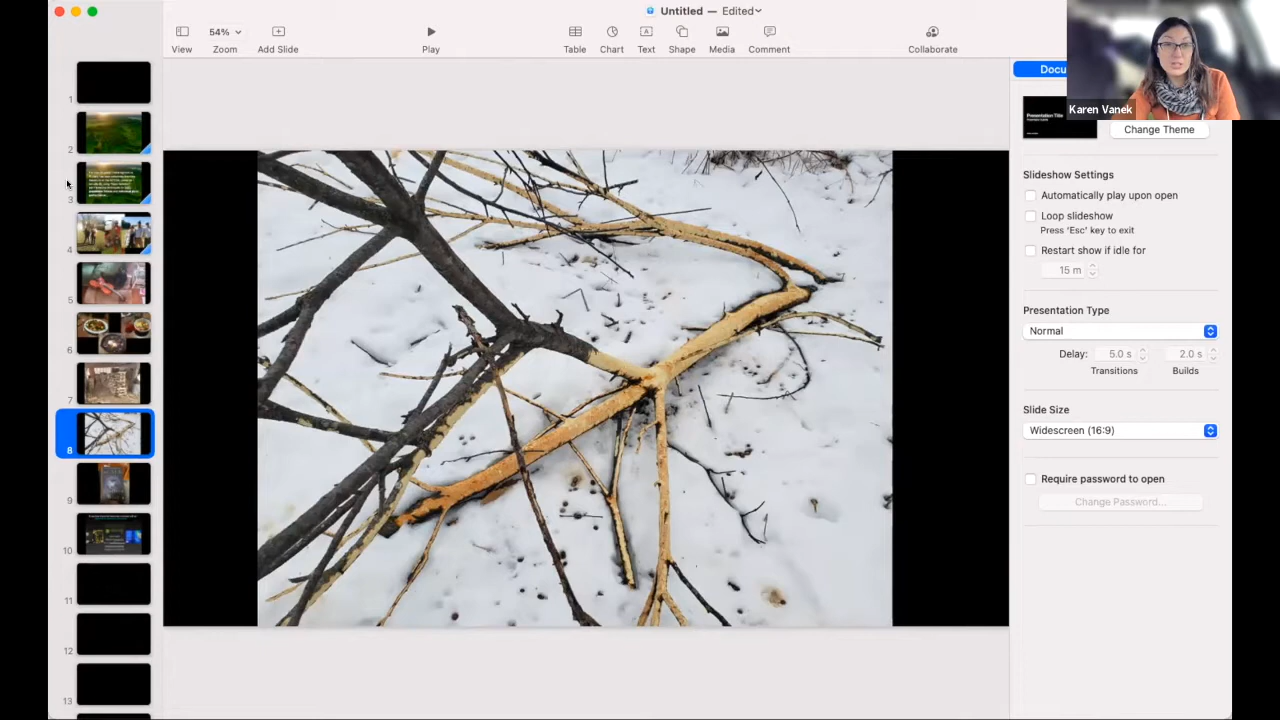 Untitled — Edited
54%
View
Zoom
Add Slide
Play
Table
Chart
Text
Shape
Media
Comment
Collaborate
Docu
Karen Vanek
Presentation Title
Change Theme
Slideshow Settings
Automatically play upon open
Loop slideshow
Press 'Esc' key to exit
Restart show if idle for
15 m
Presentation Type
Normal
Delay: 5.0 s 2.0 s
Transitions Builds
Slide Size
Widescreen (16:9)
Require password to open
Change Password...
1
2
3
4
5
6
7
8
9
10
11
12
13